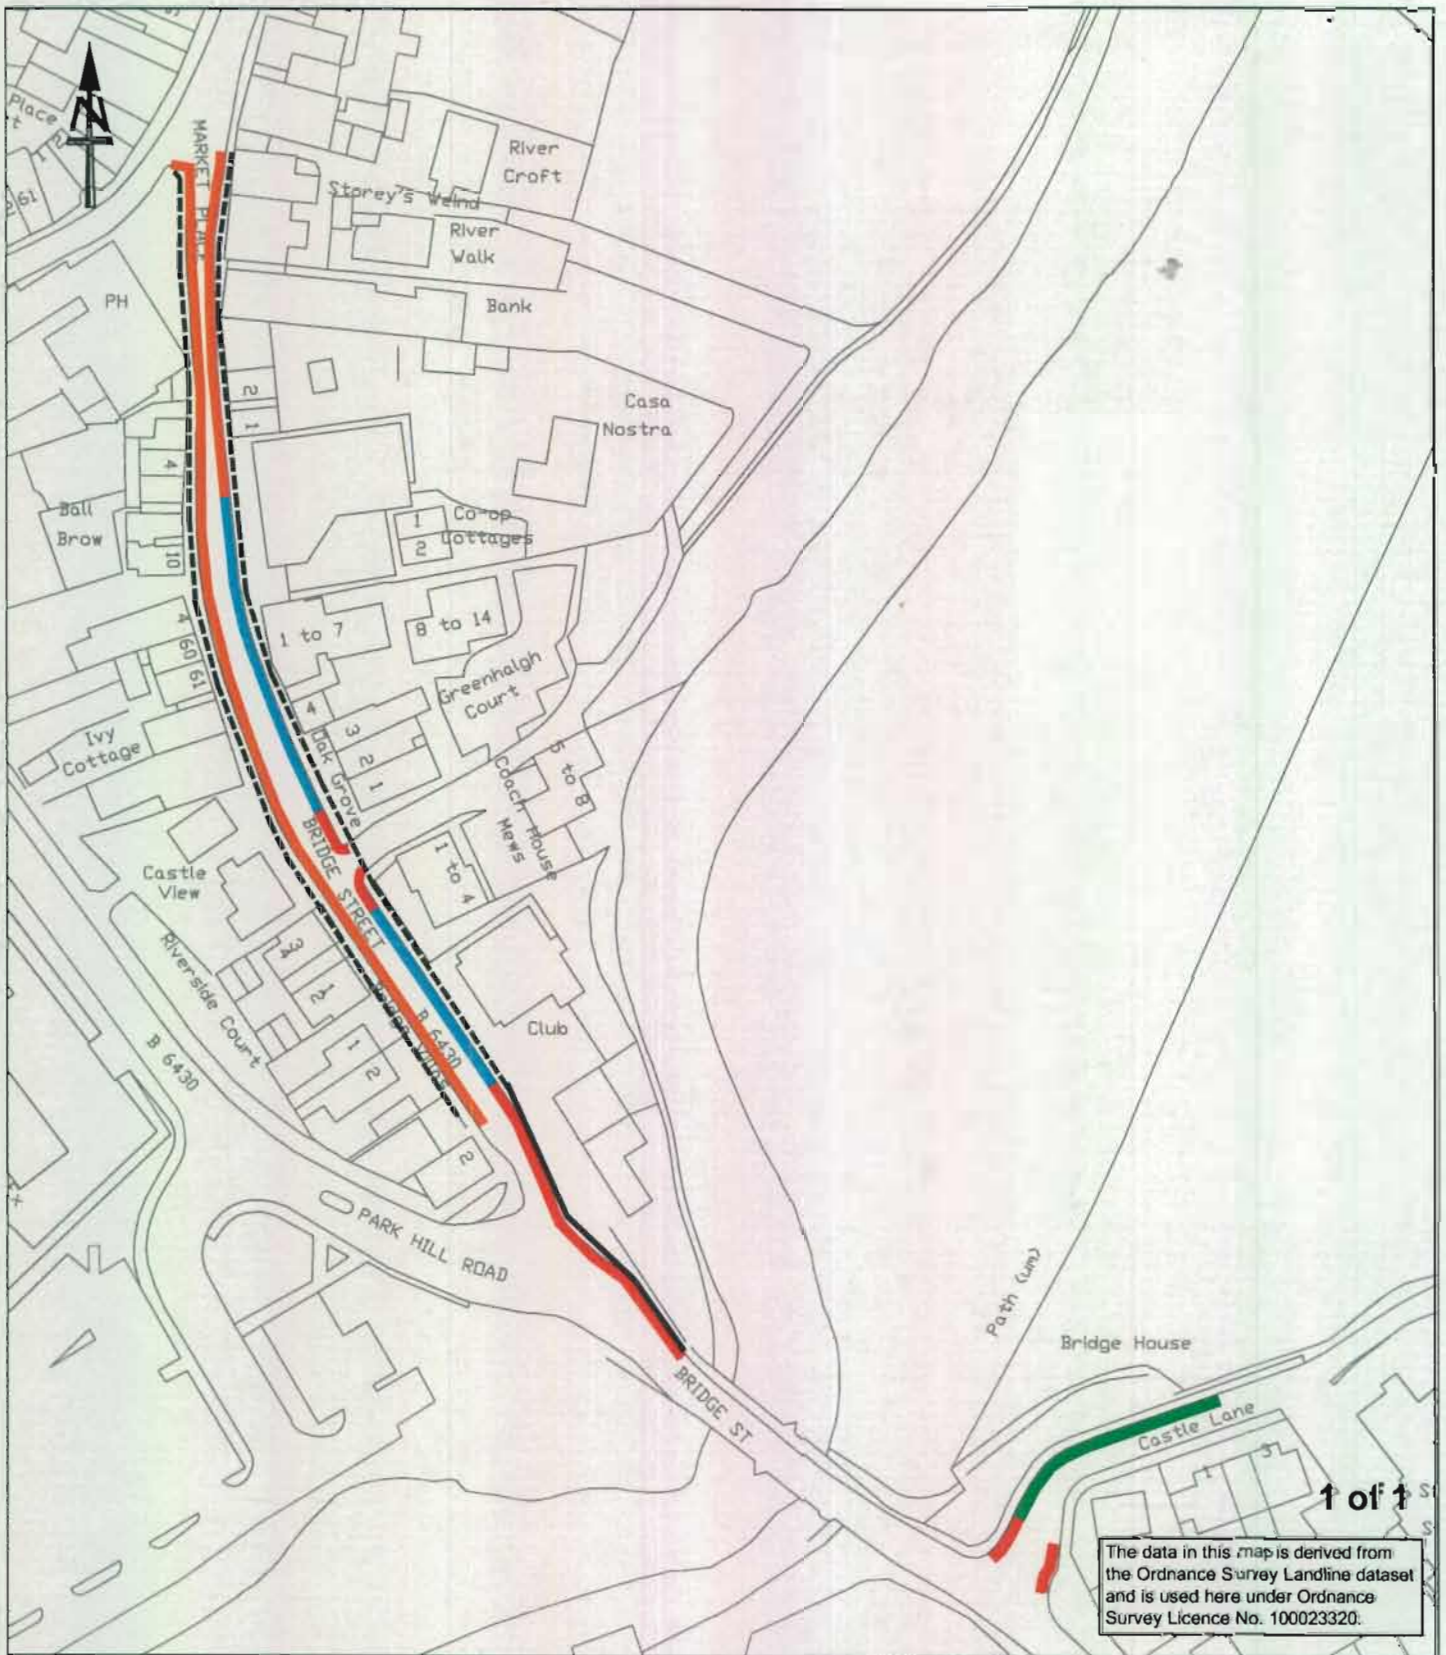 N
Place
1
2
61
MARKET PLACE
River
Croft
Storey's Weind
River
Walk
PH
Bank
2
1
Casa
Nostra
4
Ball
Brow
10
1
2
Co-op
Cottages
1 to 7
8 to 14
4
60
61
Greenhalgh
Court
4
3
2
1
Oak Grove
Ivy
Cottage
5 to 8
Coach House
Mews
BRIDGE STREET
1 to 4
Castle
View
3
4
1
2
Riverside Court
B 6430
Club
B 6430
1
2
2
PARK HILL ROAD
Path (um)
Bridge House
BRIDGE ST
Castle Lane
1
3
1 of 1
The data in this map is derived from
the Ordnance Survey Landline dataset
and is used here under Ordnance
Survey Licence No. 100023320.